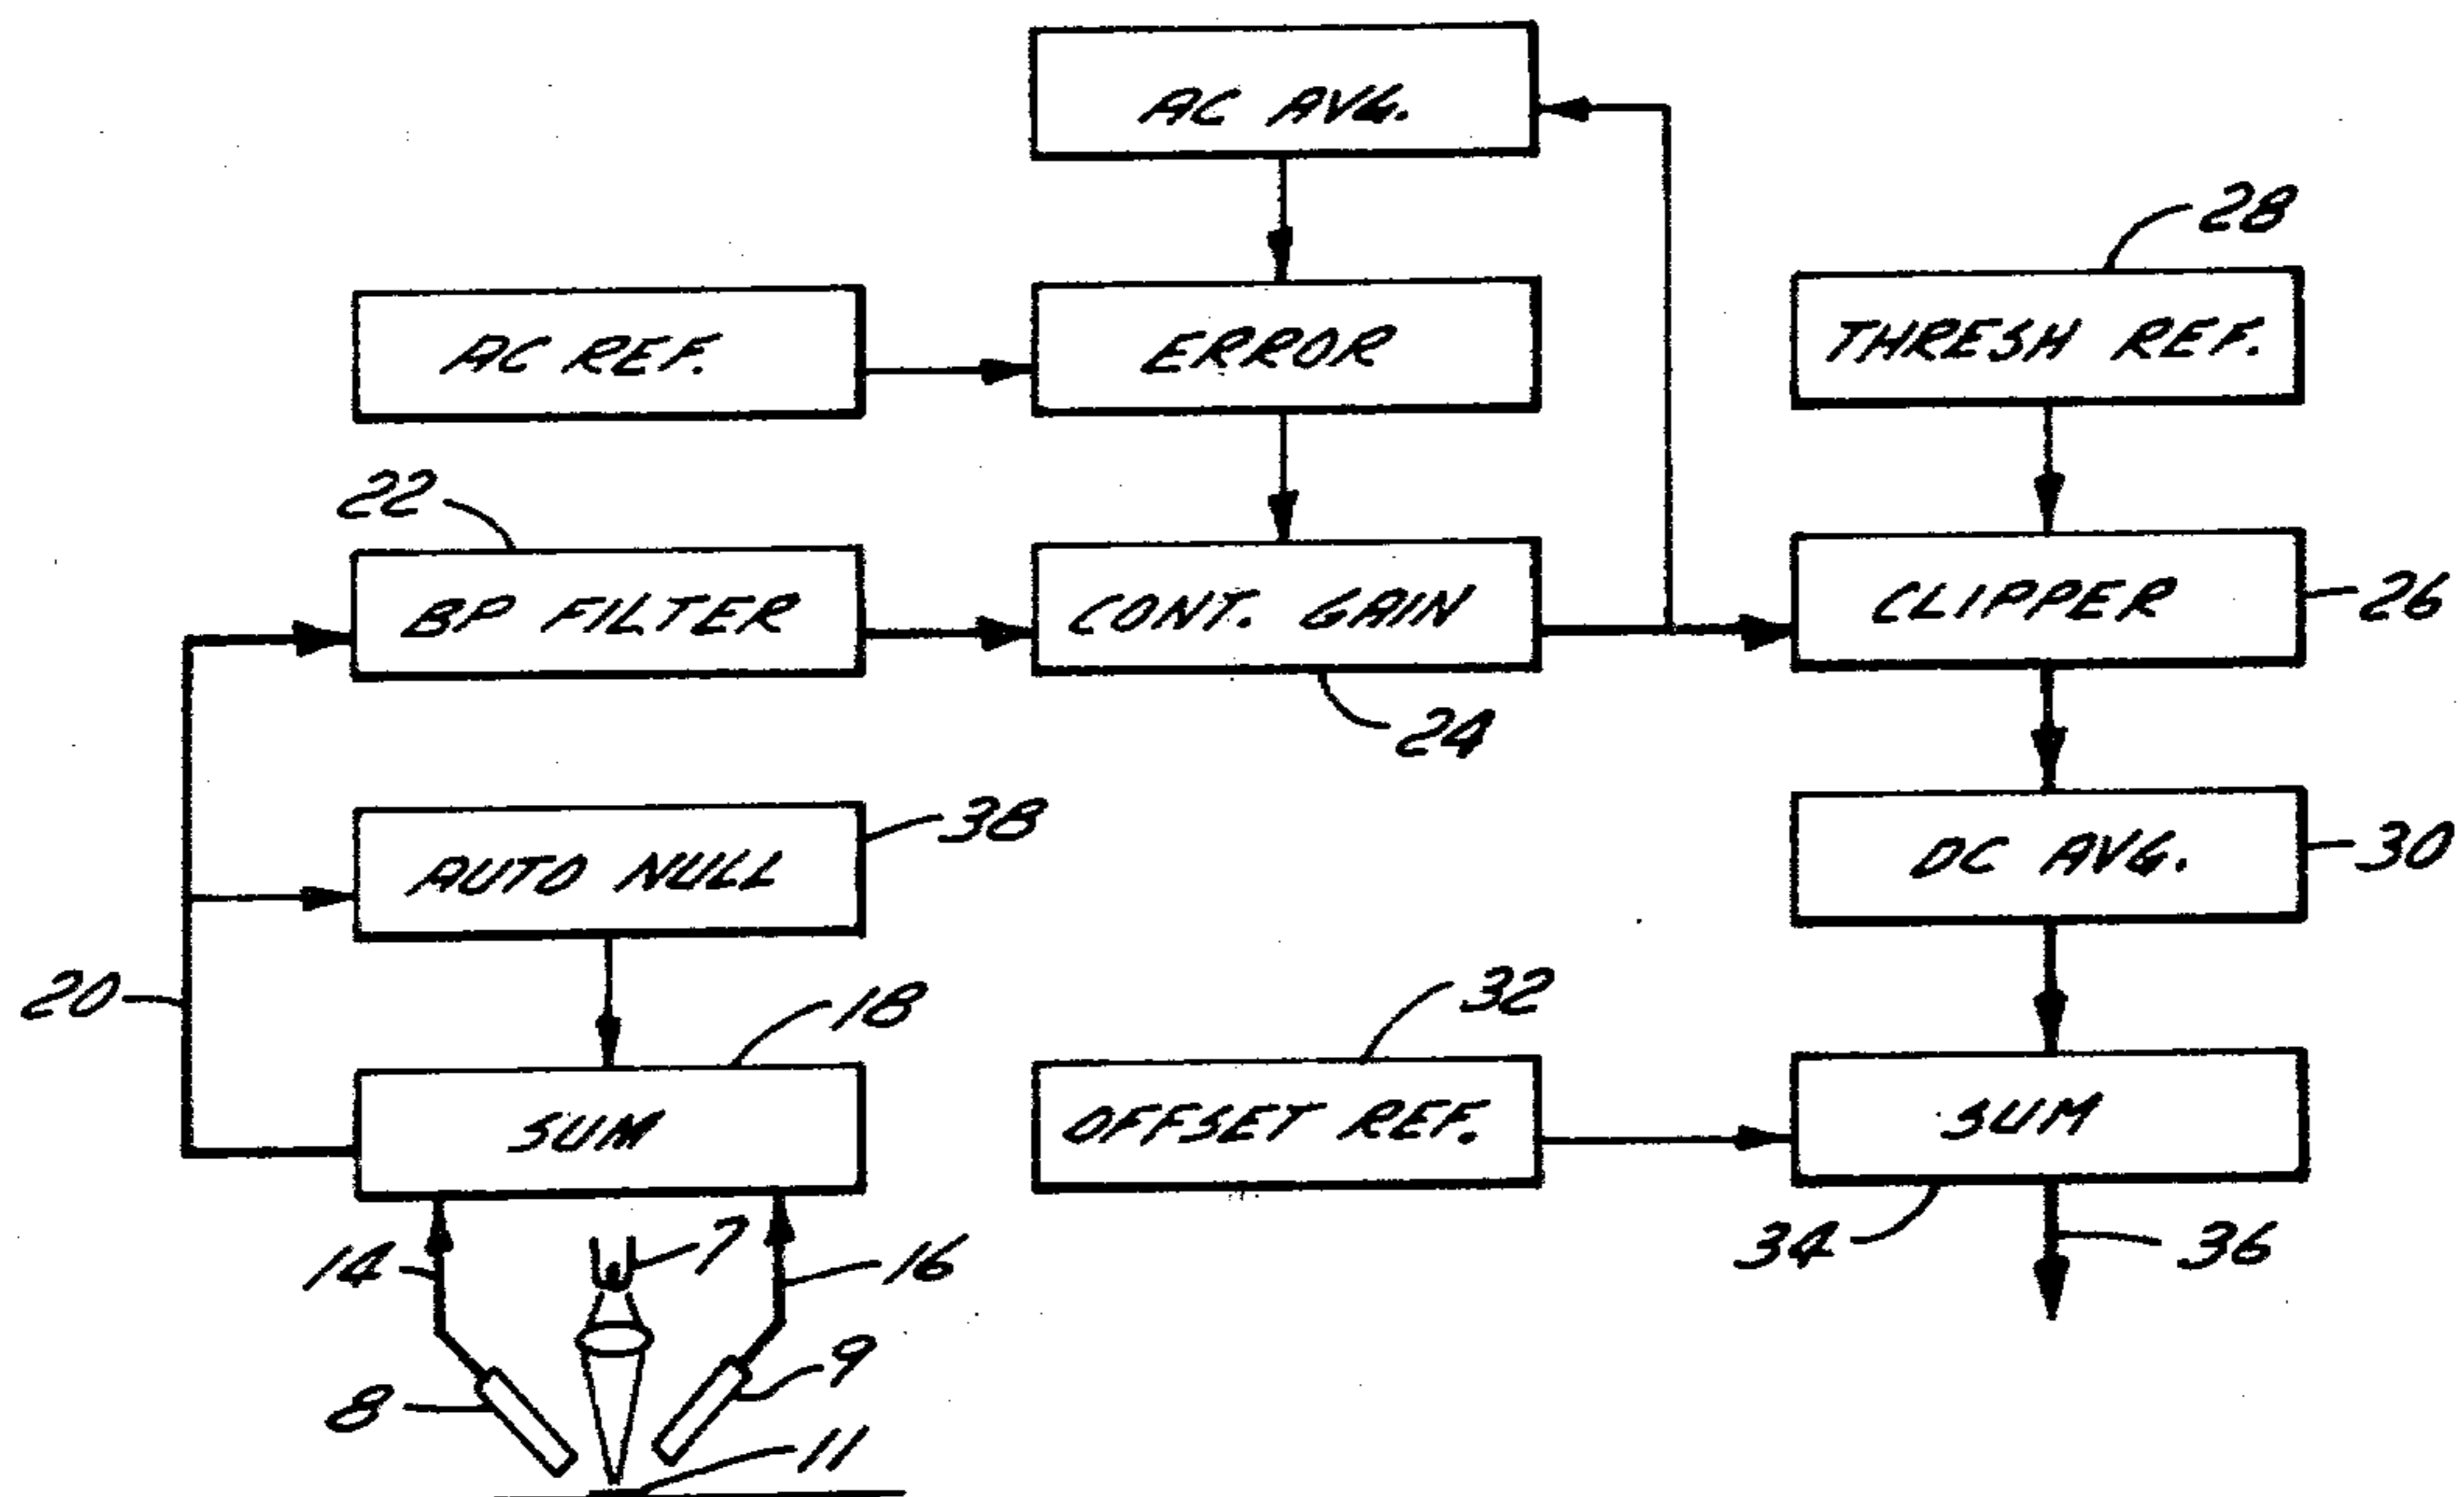 AC AVG.
28
AC REF.
ERROR
THRESH REF.
22
BP FILTER
CONT. GAIN
CLIPPER
26
24
38
AUTO NULL
DC AVG.
30
20
18
32
SUM
OFFSET REF.
SUM
14
7
16
34
36
8
9
11